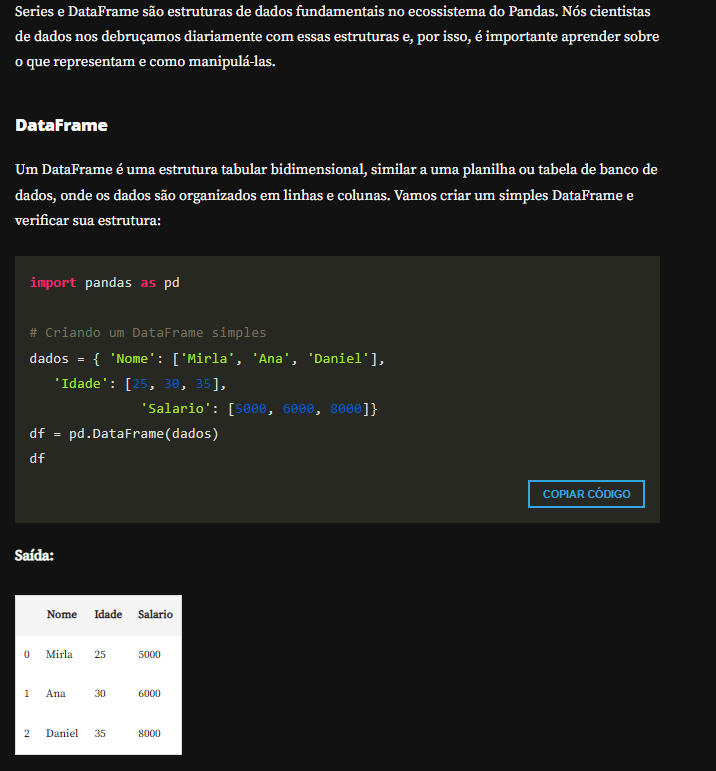 Series e DataFrame são estruturas de dados fundamentais no ecossistema do Pandas. Nós cientistas
de dados nos debruçamos diariamente com essas estruturas e, por isso, é importante aprender sobre
o que representam e como manipulá-las.
DataFrame
Um DataFrame é uma estrutura tabular bidimensional, similar a uma planilha ou tabela de banco de
dados, onde os dados são organizados em linhas e colunas. Vamos criar um simples DataFrame e
verificar sua estrutura:
import pandas as pd
# Criando um DataFrame simples
dados = { 'Nome': ['Mirla', 'Ana', 'Daniel'],
   'Idade': [25, 30, 35],
              'Salario': [5000, 6000, 8000]}
df = pd.DataFrame(dados)
df
COPIAR CÓDIGO
Saída:
Nome Idade Salario
0 Mirla 25 5000
1 Ana 30 6000
2 Daniel 35 8000